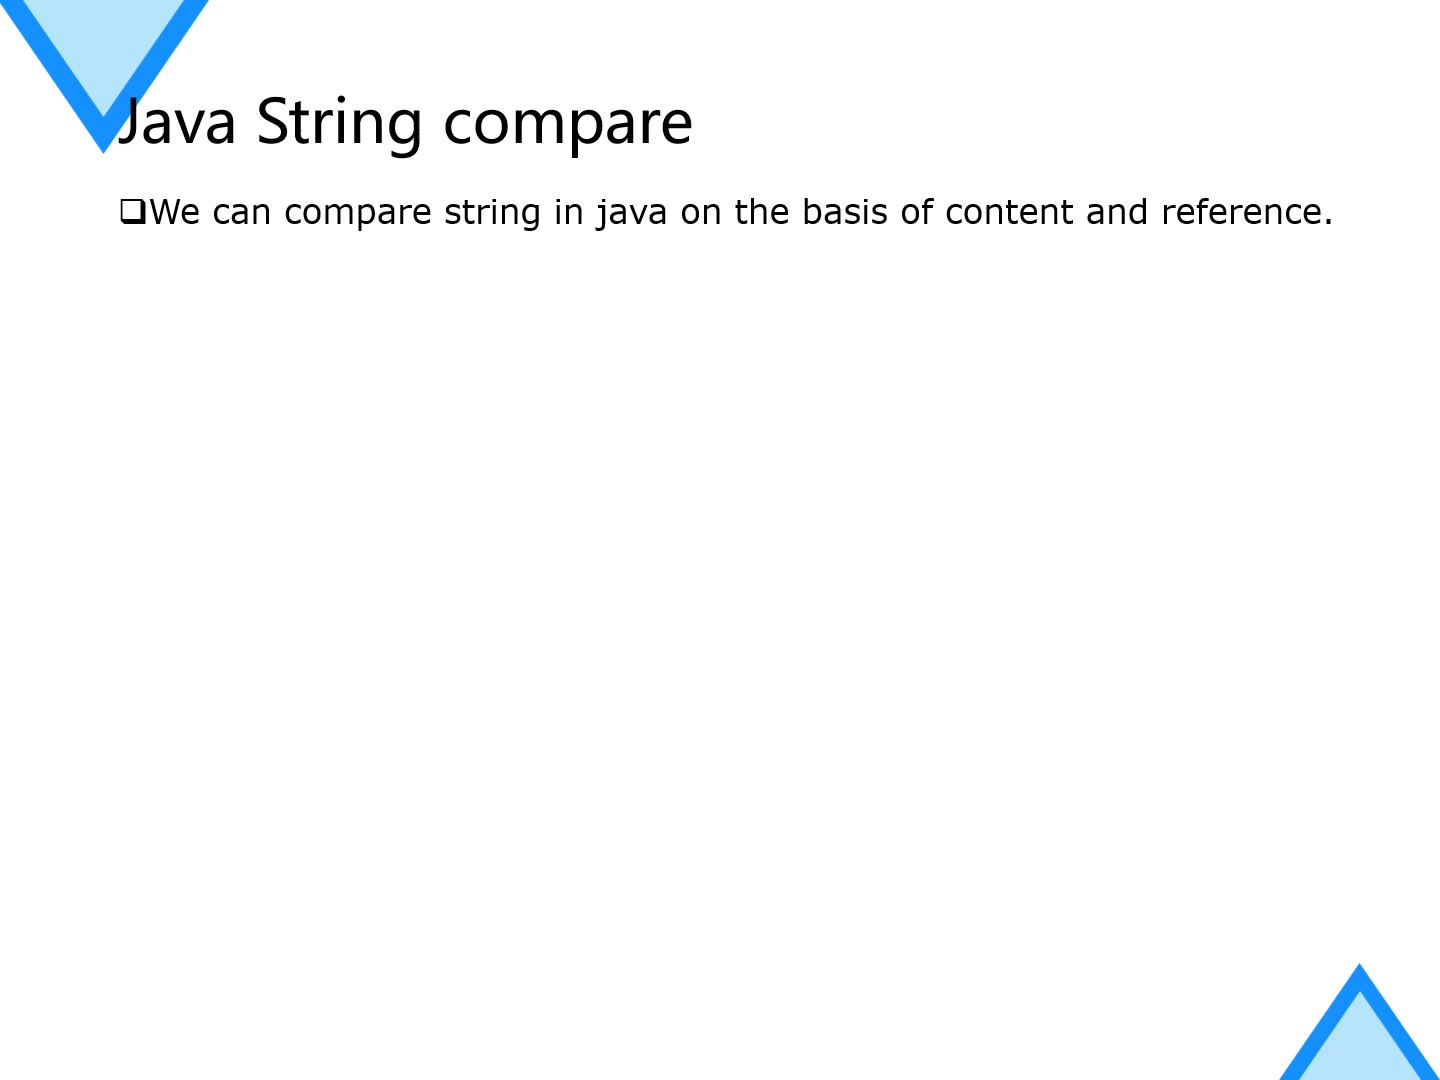 Java String compare
❑We can compare string in java on the basis of content and reference.